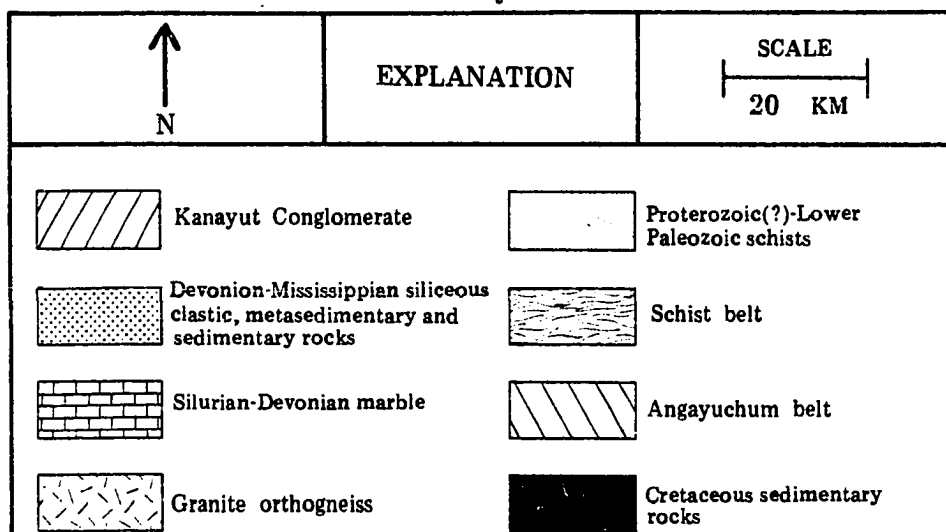 N
EXPLANATION
SCALE
20 KM
Kanayut Conglomerate
Devonion-Mississippian siliceous
clastic, metasedimentary and
sedimentary rocks
Silurian-Devonian marble
Granite orthogneiss
Proterozoic(?)-Lower
Paleozoic schists
Schist belt
Angayuchum belt
Cretaceous sedimentary
rocks